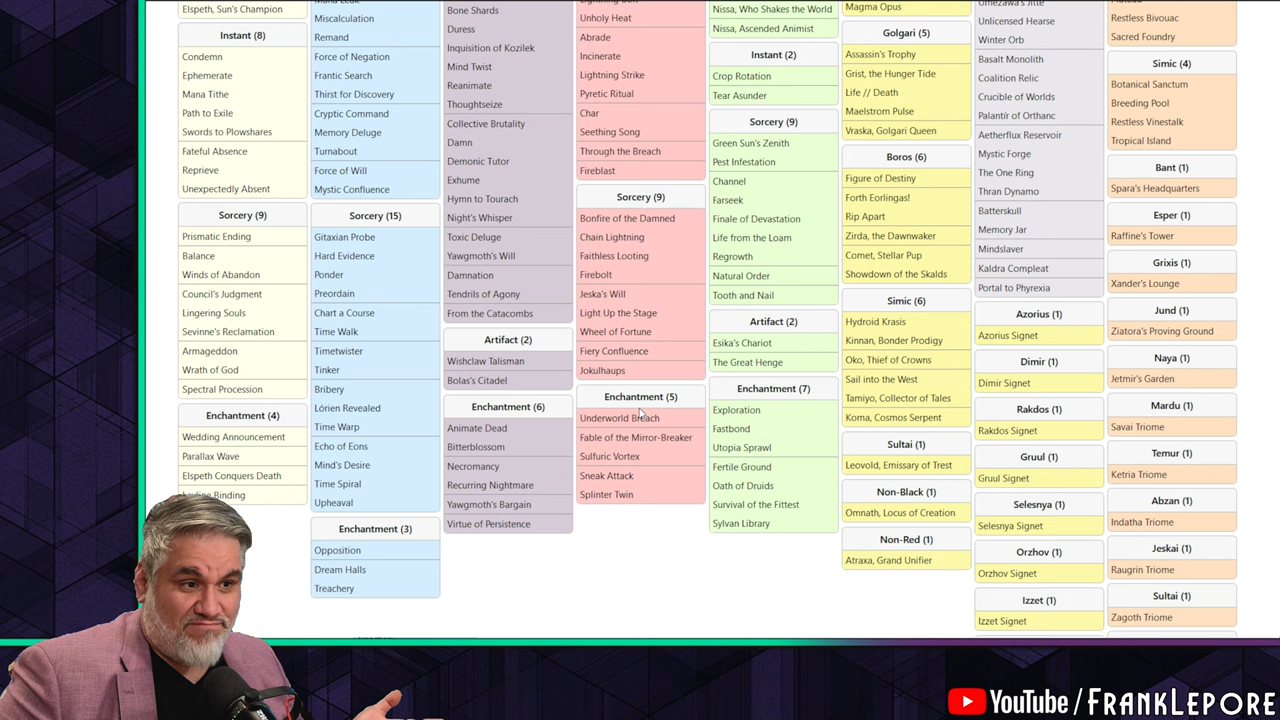 Elspeth, Sun's Champion
Instant (8)
Condemn
Ephemerate
Mana Tithe
Path to Exile
Swords to Plowshares
Fateful Absence
Reprieve
Unexpectedly Absent
Sorcery (9)
Prismatic Ending
Balance
Winds of Abandon
Council's Judgment
Lingering Souls
Sevinne's Reclamation
Armageddon
Wrath of God
Spectral Procession
Enchantment (4)
Wedding Announcement
Parallax Wave
Elspeth Conquers Death
Binding
Miscalculation
Remand
Force of Negation
Frantic Search
Thirst for Discovery
Cryptic Command
Memory Deluge
Turnabout
Force of Will
Mystic Confluence
Sorcery (15)
Gitaxian Probe
Hard Evidence
Ponder
Preordain
Chart a Course
Time Walk
Timetwister
Tinker
Bribery
Lórien Revealed
Time Warp
Echo of Eons
Mind's Desire
Time Spiral
Upheaval
Enchantment (3)
Opposition
Dream Halls
Treachery
Bone Shards
Duress
Inquisition of Kozilek
Mind Twist
Reanimate
Thoughtseize
Collective Brutality
Damn
Demonic Tutor
Exhume
Hymn to Tourach
Night's Whisper
Toxic Deluge
Yawgmoth's Will
Damnation
Tendrils of Agony
From the Catacombs
Artifact (2)
Wishclaw Talisman
Bolas's Citadel
Enchantment (6)
Animate Dead
Bitterblossom
Necromancy
Recurring Nightmare
Yawgmoth's Bargain
Virtue of Persistence
Unholy Heat
Abrade
Incinerate
Lightning Strike
Pyretic Ritual
Char
Seething Song
Through the Breach
Fireblast
Sorcery (9)
Bonfire of the Damned
Chain Lightning
Faithless Looting
Firebolt
Jeska's Will
Light Up the Stage
Wheel of Fortune
Fiery Confluence
Jokulhaups
Enchantment (5)
Underworld Breach
Fable of the Mirror-Breaker
Sulfuric Vortex
Sneak Attack
Splinter Twin
Nissa, Who Shakes the World
Nissa, Ascended Animist
Instant (2)
Crop Rotation
Tear Asunder
Sorcery (9)
Green Sun's Zenith
Pest Infestation
Channel
Farseek
Finale of Devastation
Life from the Loam
Regrowth
Natural Order
Tooth and Nail
Artifact (2)
Esika's Chariot
The Great Henge
Enchantment (7)
Exploration
Fastbond
Utopia Sprawl
Fertile Ground
Oath of Druids
Survival of the Fittest
Sylvan Library
Magma Opus
Golgari (5)
Assassin's Trophy
Grist, the Hunger Tide
Life // Death
Maelstrom Pulse
Vraska, Golgari Queen
Boros (6)
Figure of Destiny
Forth Eorlingas!
Rip Apart
Zirda, the Dawnwaker
Comet, Stellar Pup
Showdown of the Skalds
Simic (6)
Hydroid Krasis
Kinnan, Bonder Prodigy
Oko, Thief of Crowns
Sail into the West
Tamiyo, Collector of Tales
Koma, Cosmos Serpent
Sultai (1)
Leovold, Emissary of Trest
Non-Black (1)
Omnath, Locus of Creation
Non-Red (1)
Atraxa, Grand Unifier
Umezawa's Jitte
Unlicensed Hearse
Winter Orb
Basalt Monolith
Coalition Relic
Crucible of Worlds
Palantír of Orthanc
Aetherflux Reservoir
Mystic Forge
The One Ring
Thran Dynamo
Batterskull
Memory Jar
Mindslaver
Kaldra Compleat
Portal to Phyrexia
Azorius (1)
Azorius Signet
Dimir (1)
Dimir Signet
Rakdos (1)
Rakdos Signet
Gruul (1)
Gruul Signet
Selesnya (1)
Selesnya Signet
Orzhov (1)
Orzhov Signet
Izzet (1)
Izzet Signet
Restless Bivouac
Sacred Foundry
Simic (4)
Botanical Sanctum
Breeding Pool
Restless Vinestalk
Tropical Island
Bant (1)
Spara's Headquarters
Esper (1)
Raffine's Tower
Grixis (1)
Xander's Lounge
Jund (1)
Ziatora's Proving Ground
Naya (1)
Jetmir's Garden
Mardu (1)
Savai Triome
Temur (1)
Ketria Triome
Abzan (1)
Indatha Triome
Jeskai (1)
Raugrin Triome
Sultai (1)
Zagoth Triome
YouTube/FrankLepore